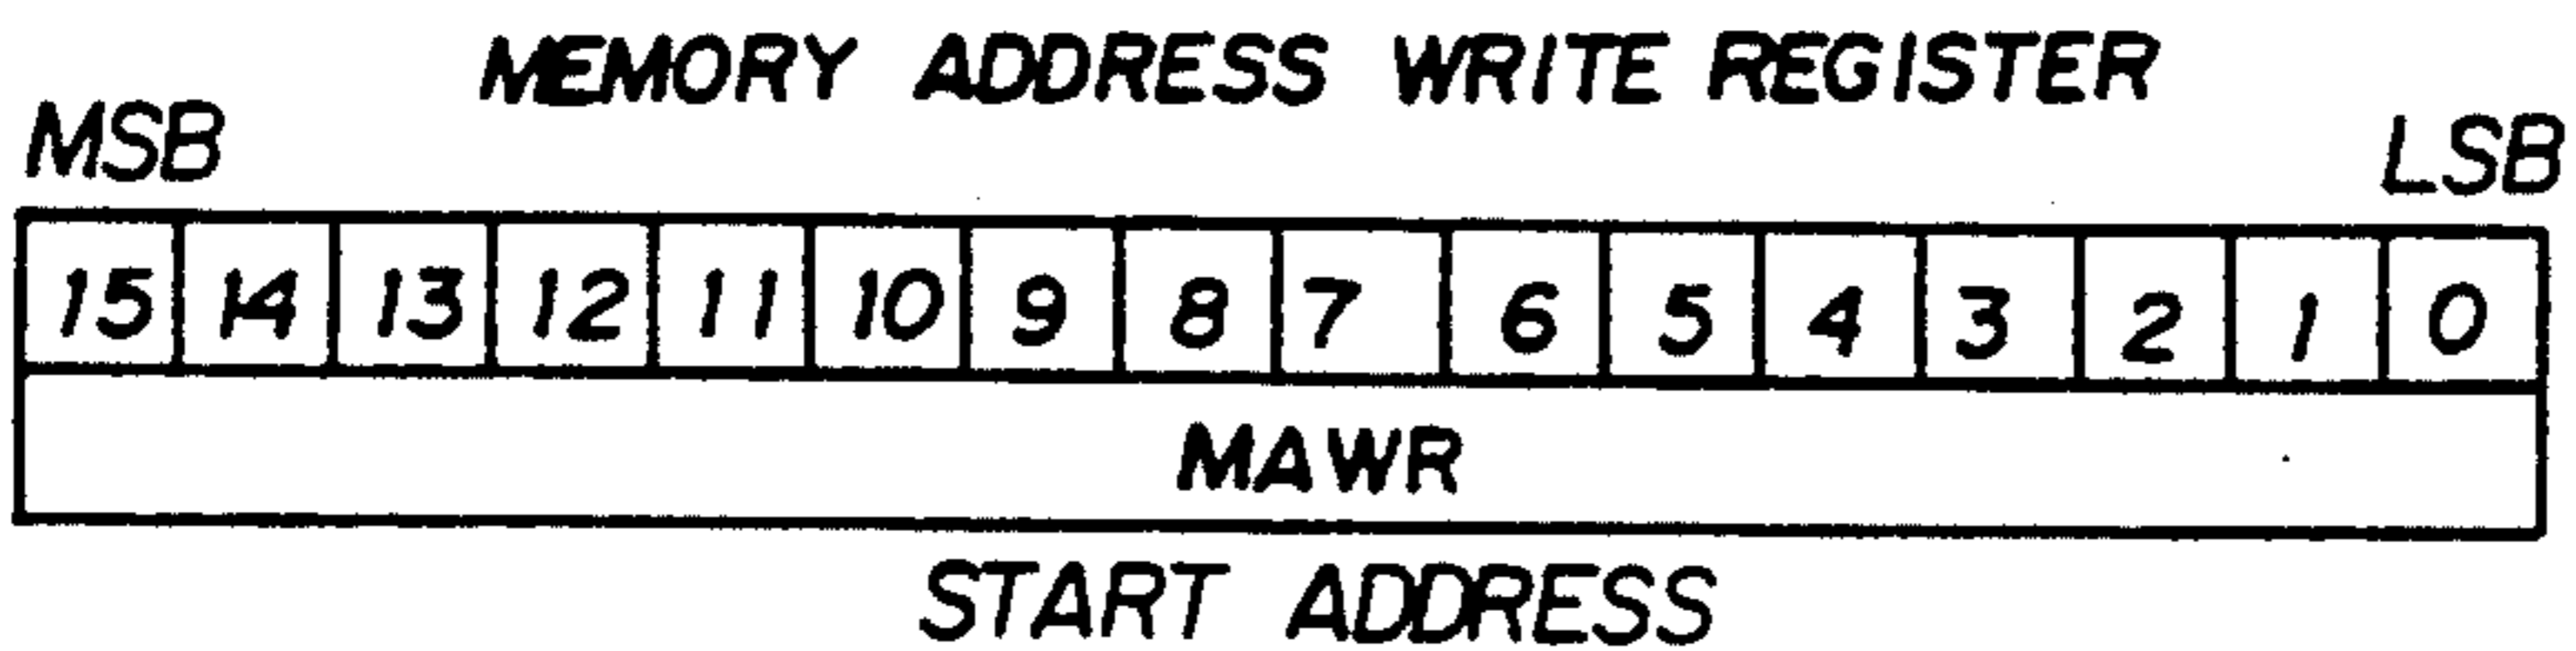 MEMORY ADDRESS WRITE REGISTER
MSB LSB
15 14 13 12 11 10 9 8 7 6 5 4 3 2 1 0
MAWR
START ADDRESS